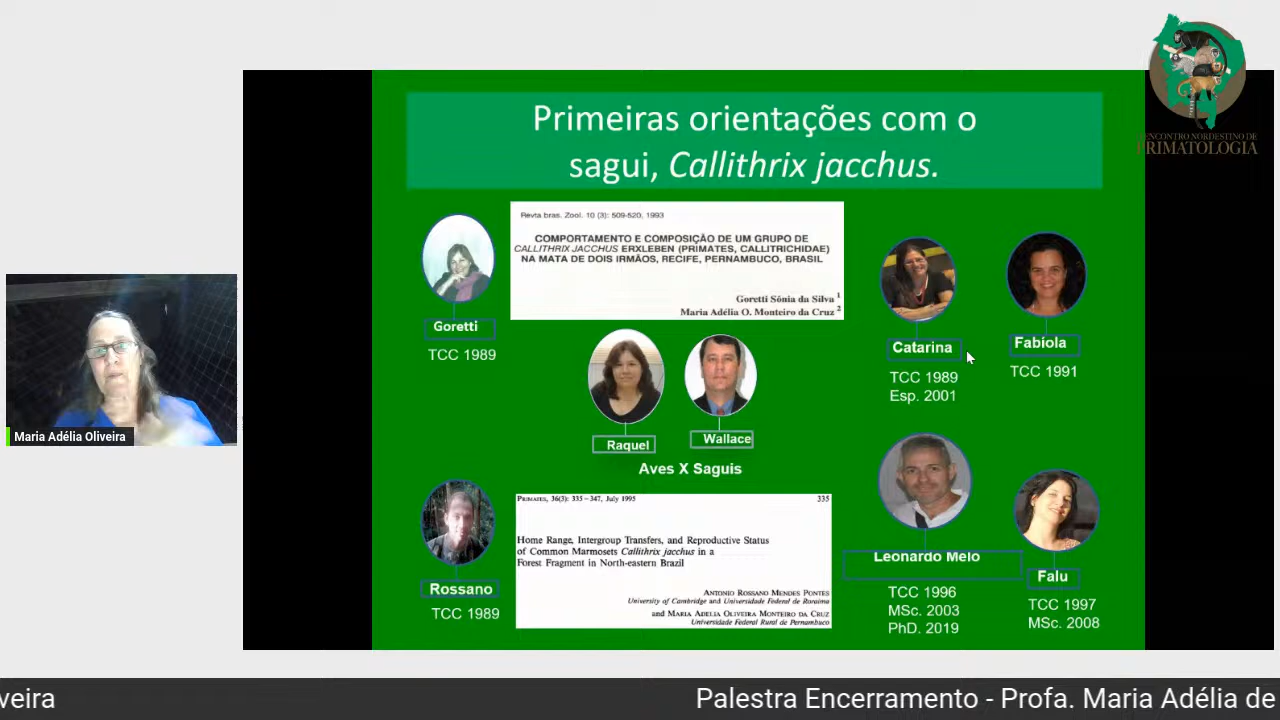 ENCONTRO NORDESTINO DE
PRIMATOLOGIA
Primeiras orientações com o
sagui, Callithrix jacchus.
Revta bras. Zool. 10 (3): 509-520, 1993
COMPORTAMENTO E COMPOSIÇÃO DE UM GRUPO DE
CALLITHRIX JACCHUS ERXLEBEN (PRIMATES, CALLITRICHIDAE)
NA MATA DE DOIS IRMÃOS, RECIFE, PERNAMBUCO, BRASIL
Goretti Sônia da Silva 1
Maria Adélia O. Monteiro da Cruz 2
Goretti
TCC 1989
Catarina
TCC 1989
Esp. 2001
Fabíola
TCC 1991
Raquel
Wallace
Aves X Saguis
Maria Adélia Oliveira
PRIMATES, 36(3): 335-347, July 1995
335
Home Range, Intergroup Transfers, and Reproductive Status
of Common Marmosets Callithrix jacchus in a
Forest Fragment in North-eastern Brazil
ANTONIO ROSSANO MENDES PONTES
University of Cambridge and Universidade Federal de Roraima
and MARIA ADELIA OLIVEIRA MONTEIRO DA CRUZ
Universidade Federal Rural de Pernambuco
Rossano
TCC 1989
Leonardo Melo
TCC 1996
MSc. 2003
PhD. 2019
Falu
TCC 1997
MSc. 2008
veira
Palestra Encerramento - Profa. Maria Adélia de